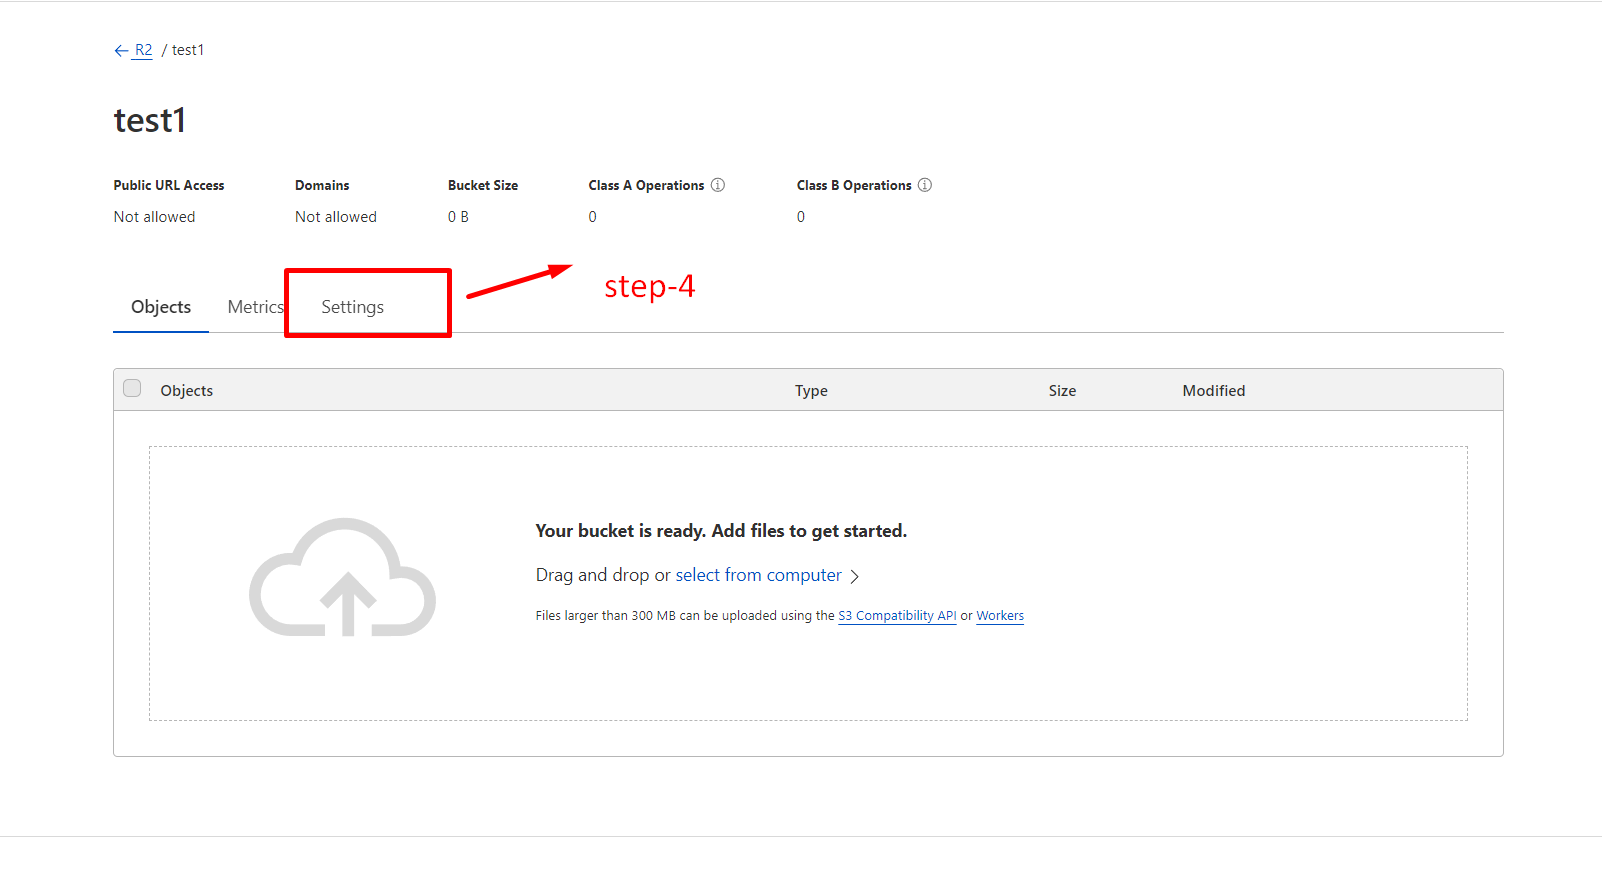 ← R2 / test1
test1
Public URL Access Domains Bucket Size Class A Operations Class B Operations
Not allowed Not allowed 0 B 0 0
step-4
Objects Metrics Settings
Objects Type Size Modified
Your bucket is ready. Add files to get started.
Drag and drop or select from computer
Files larger than 300 MB can be uploaded using the S3 Compatibility API or Workers